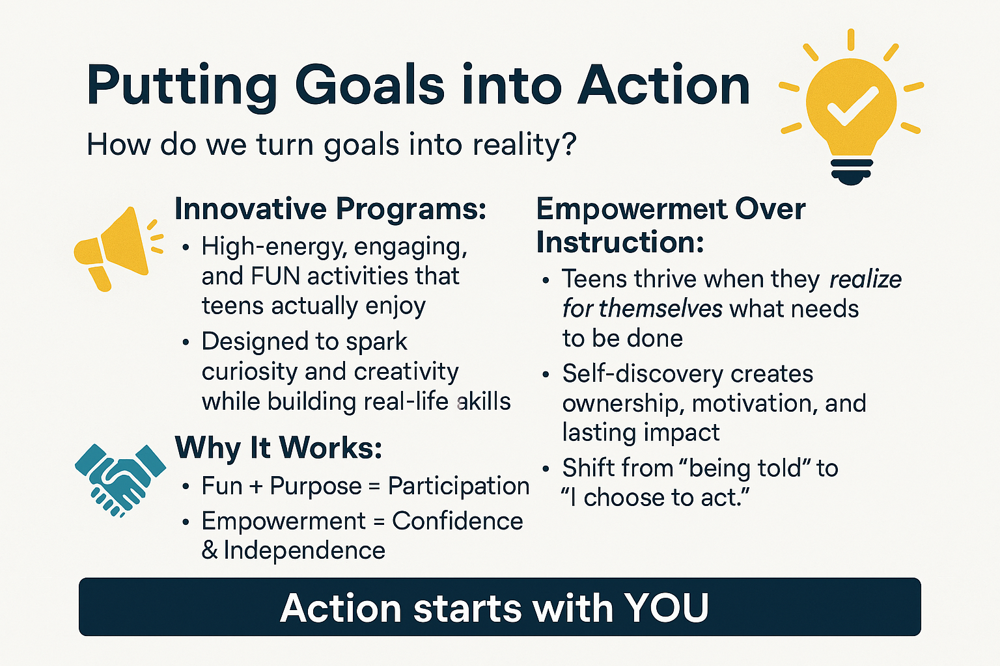 Putting Goals into Action
How do we turn goals into reality?
Innovative Programs:
• High-energy, engaging,
and FUN activities that
teens actually enjoy
• Designed to spark
curiosity and creativity
while building real-life akills
Why It Works:
• Fun + Purpose = Participation
• Empowerment = Confidence
& Independence
Over
Instruction:
• Teens thrive when they realize
for themselves what needs
to be done
• Self-discovery creates
ownership, motivation, and
lasting impact
• Shift from “being told” to
“I choose to act.”
Action starts with YOU